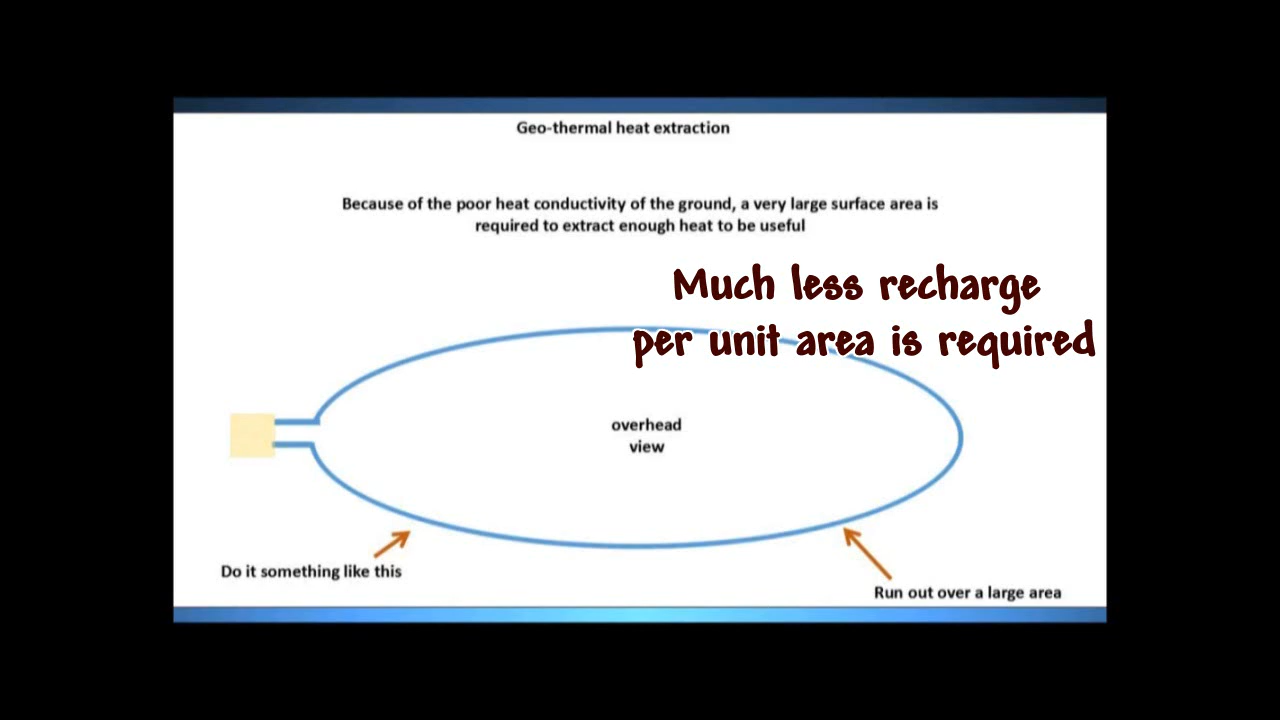 Geo-thermal heat extraction
Because of the poor heat conductivity of the ground, a very large surface area is
required to extract enough heat to be useful
Much less recharge
per unit area is required
overhead
view
Do it something like this
Run out over a large area